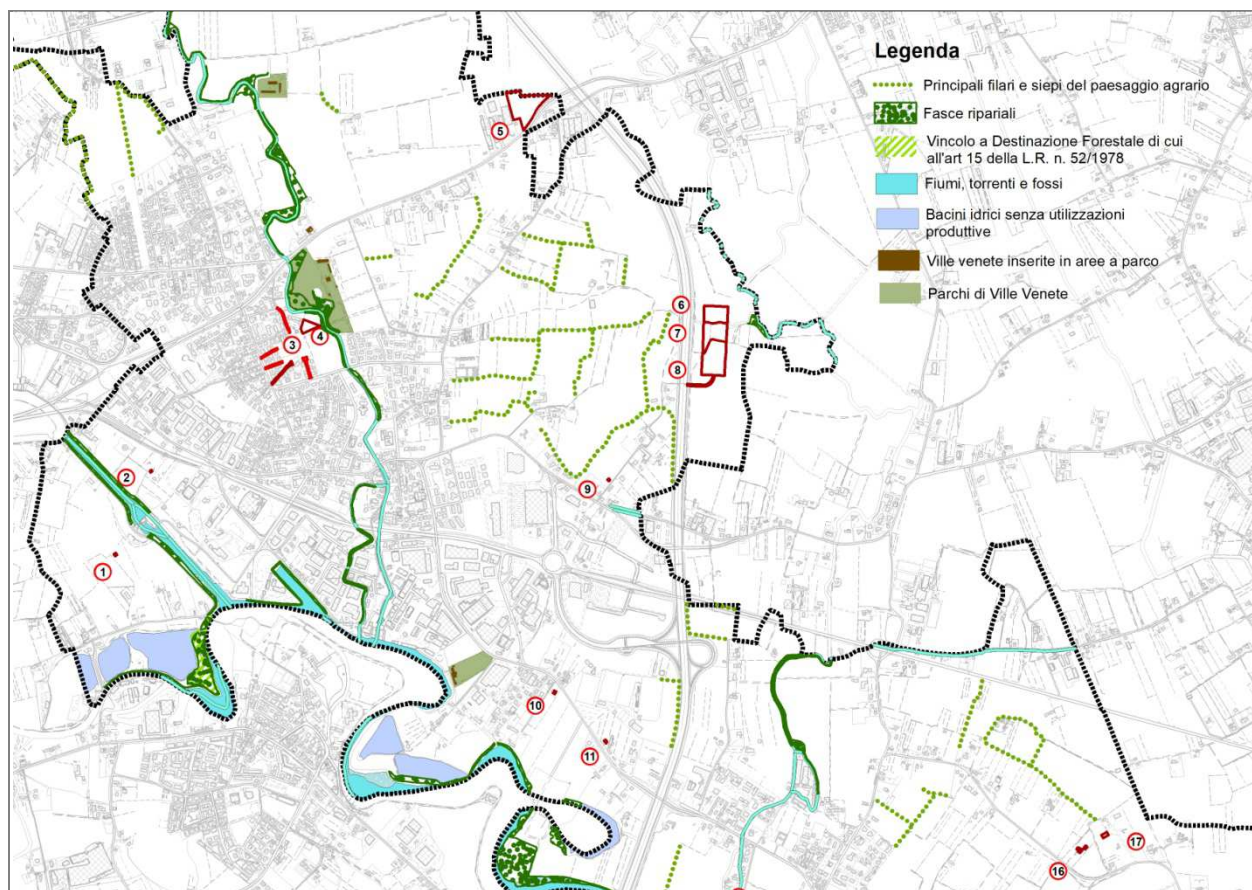 Legenda
Principali filari e siepi del paesaggio agrario
Fasce ripariali
Vincolo a Destinazione Forestale di cui
all'art 15 della L.R. n. 52/1978
Fiumi, torrenti e fossi
Bacini idrici senza utilizzazioni
produttive
Ville venete inserite in aree a parco
Parchi di Ville Venete
5
6
7
3
4
8
2
9
1
10
11
17
16